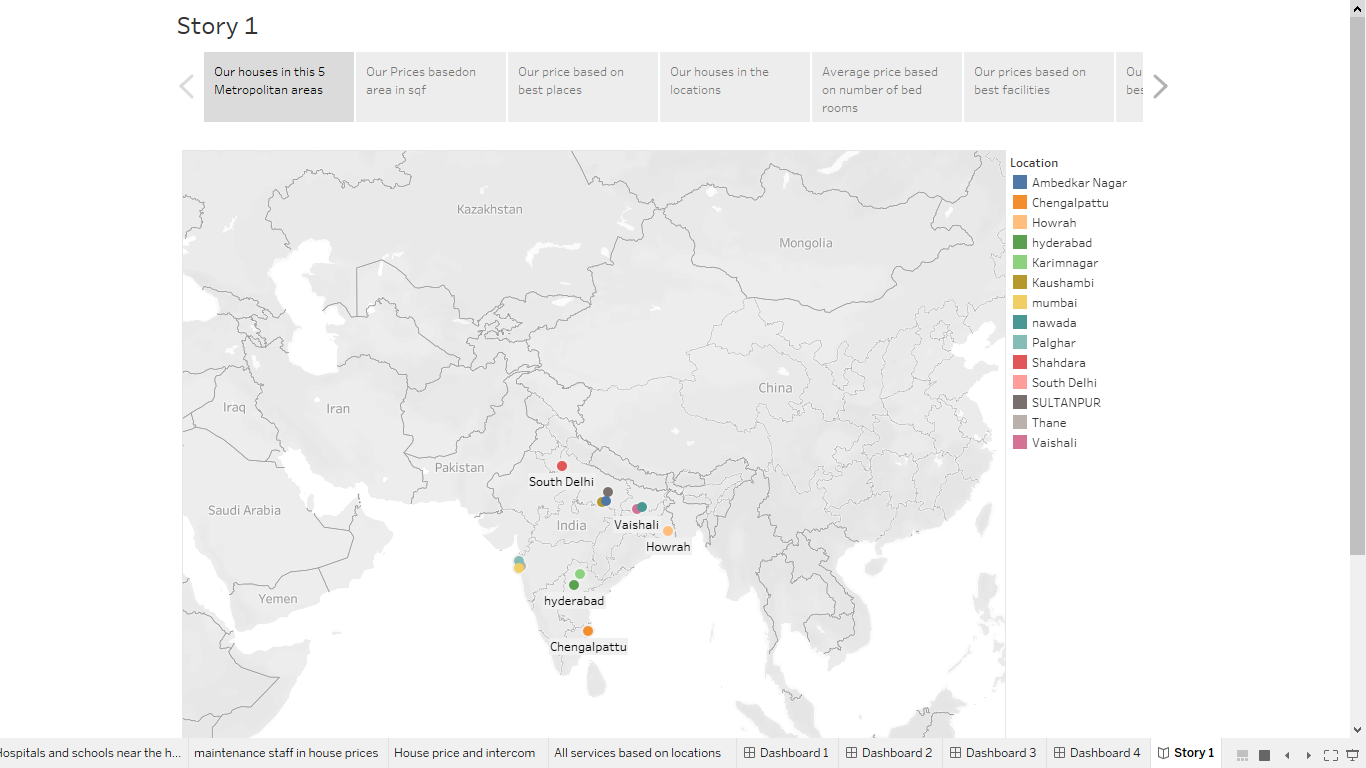 Story 1
Our houses in this 5
Metropolitan areas
Our Prices basedon
area in sqf
Our price based on
best places
Our houses in the
locations
Average price based
on number of bed
rooms
Our prices based on
best facilities
Ou
bes
Location
Ambedkar Nagar
Chengalpattu
Howrah
hyderabad
Karimnagar
Kaushambi
mumbai
nawada
Palghar
Shahdara
South Delhi
SULTANPUR
Thane
Vaishali
Kazakhstan
Mongolia
China
Iraq
Iran
Pakistan
South Delhi
Saudi Arabia
India
Vaishali
Howrah
Yemen
hyderabad
Chengalpattu
Hospitals and schools near the h...
maintenance staff in house prices
House price and intercom
All services based on locations
Dashboard 1
Dashboard 2
Dashboard 3
Dashboard 4
Story 1